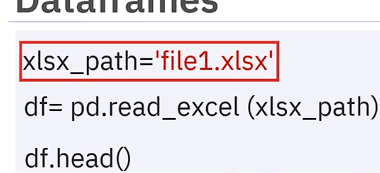 Dataframes
xlsx_path='file1.xlsx'
df= pd.read_excel (xlsx_path)
df.head()